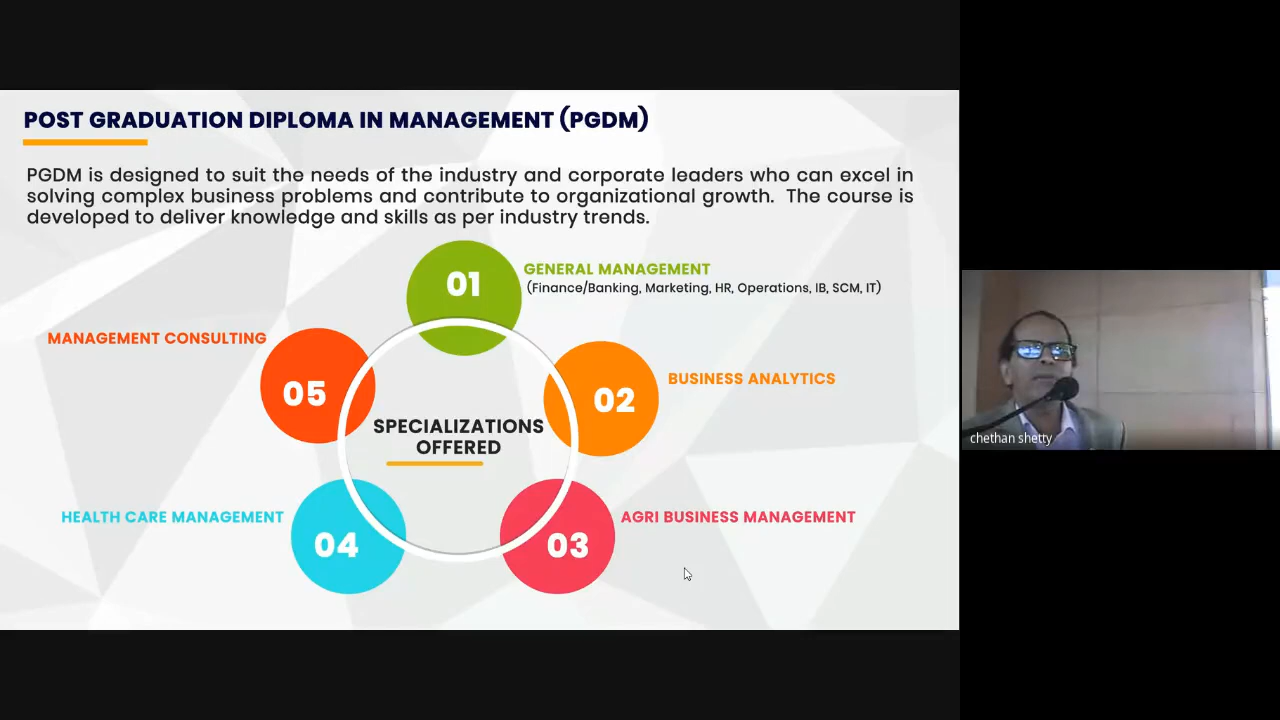 POST GRADUATION DIPLOMA IN MANAGEMENT (PGDM)
PGDM is designed to suit the needs of the industry and corporate leaders who can excel in
solving complex business problems and contribute to organizational growth. The course is
developed to deliver knowledge and skills as per industry trends.
01
GENERAL MANAGEMENT
(Finance/Banking, Marketing, HR, Operations, IB, SCM, IT)
02
BUSINESS ANALYTICS
03
AGRI BUSINESS MANAGEMENT
04
HEALTH CARE MANAGEMENT
05
MANAGEMENT CONSULTING
SPECIALIZATIONS
OFFERED
chethan shetty